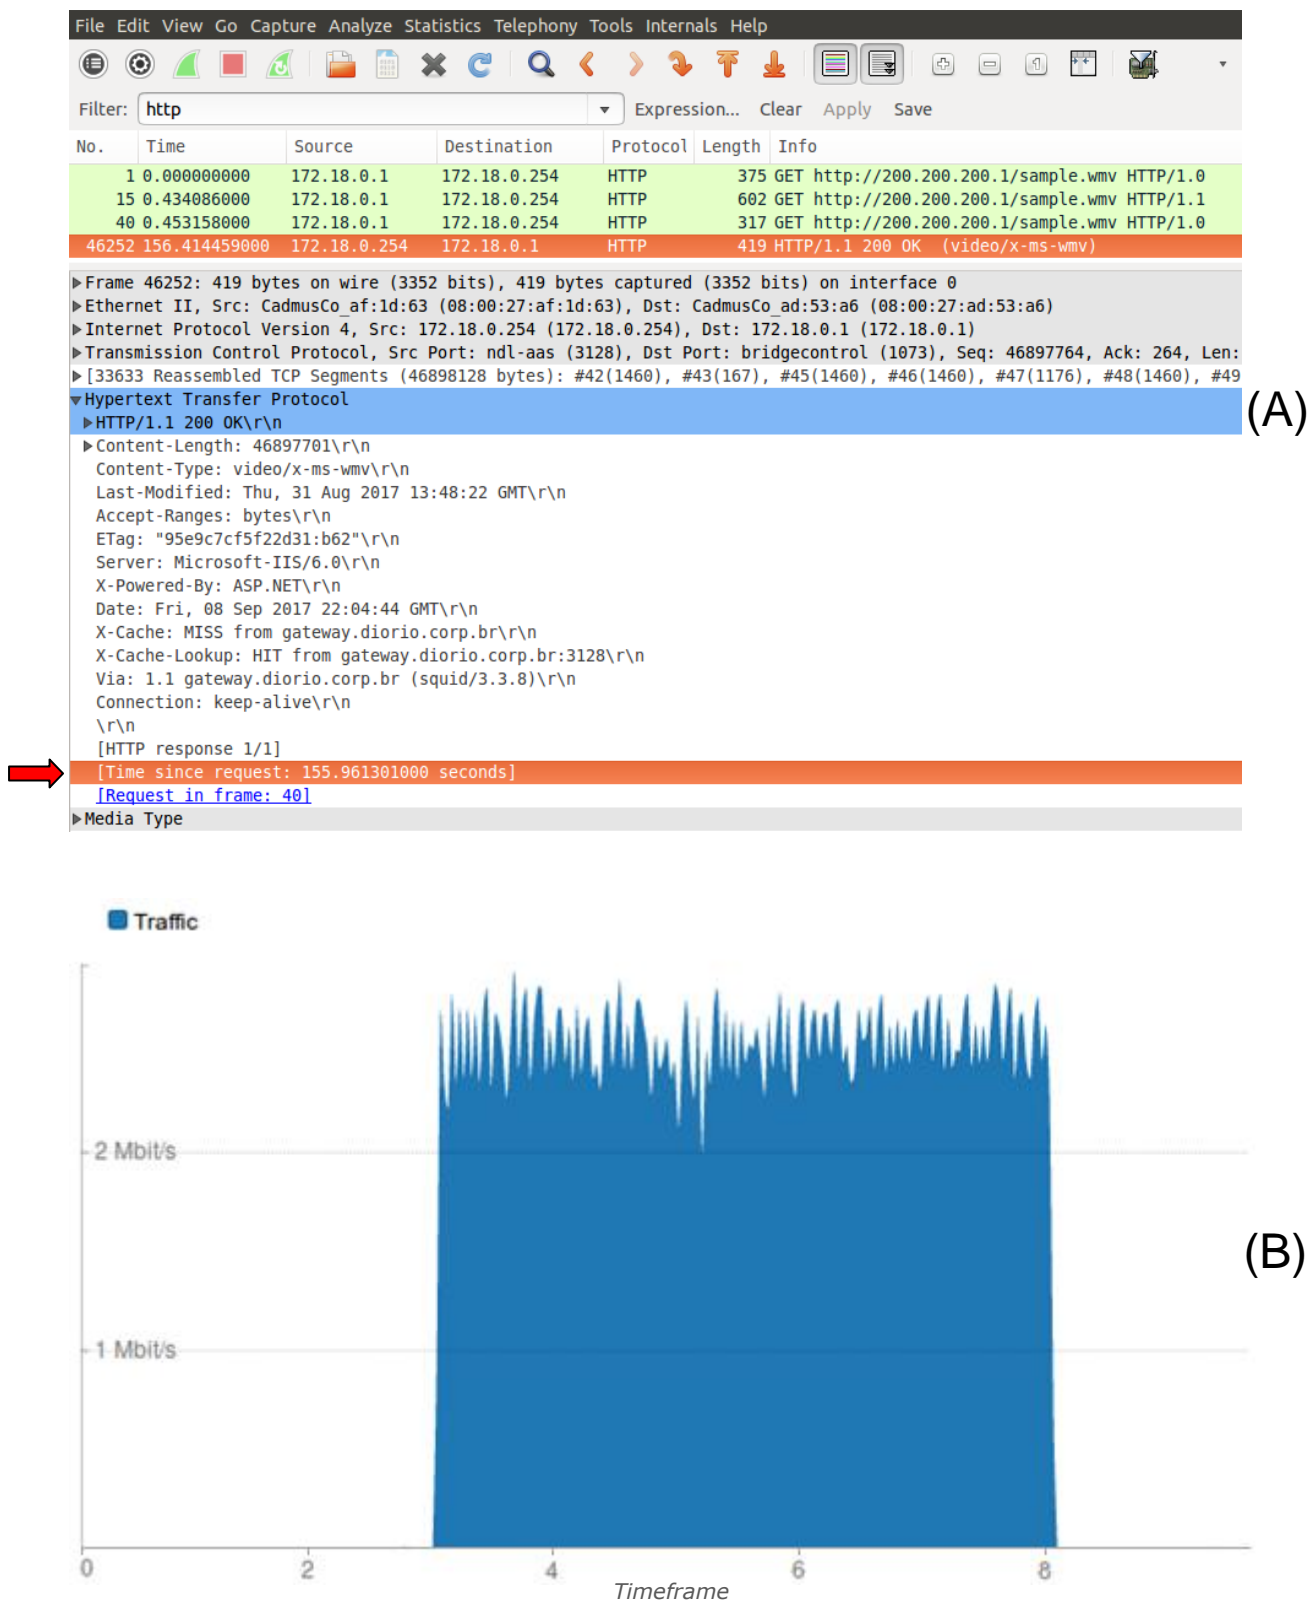 File Edit View Go Capture Analyze Statistics Telephony Tools Internals Help
Filter: http Expression... Clear Apply Save
No. Time Source Destination Protocol Length Info
1 0.000000000 172.18.0.1 172.18.0.254 HTTP 375 GET http://200.200.200.1/sample.wmv HTTP/1.0
15 0.434086000 172.18.0.1 172.18.0.254 HTTP 602 GET http://200.200.200.1/sample.wmv HTTP/1.1
40 0.453158000 172.18.0.1 172.18.0.254 HTTP 317 GET http://200.200.200.1/sample.wmv HTTP/1.0
46252 156.414459000 172.18.0.254 172.18.0.1 HTTP 419 HTTP/1.1 200 OK (video/x-ms-wmv)
Frame 46252: 419 bytes on wire (3352 bits), 419 bytes captured (3352 bits) on interface 0
Ethernet II, Src: CadmusCo_af:1d:63 (08:00:27:af:1d:63), Dst: CadmusCo_ad:53:a6 (08:00:27:ad:53:a6)
Internet Protocol Version 4, Src: 172.18.0.254 (172.18.0.254), Dst: 172.18.0.1 (172.18.0.1)
Transmission Control Protocol, Src Port: ndl-aas (3128), Dst Port: bridgecontrol (1073), Seq: 46897764, Ack: 264, Len:
[33633 Reassembled TCP Segments (46898128 bytes): #42(1460), #43(167), #45(1460), #46(1460), #47(1176), #48(1460), #49
Hypertext Transfer Protocol
HTTP/1.1 200 OK\r\n
(A)
Content-Length: 46897701\r\n
Content-Type: video/x-ms-wmv\r\n
Last-Modified: Thu, 31 Aug 2017 13:48:22 GMT\r\n
Accept-Ranges: bytes\r\n
ETag: "95e9c7cf5f22d31:b62"\r\n
Server: Microsoft-IIS/6.0\r\n
X-Powered-By: ASP.NET\r\n
Date: Fri, 08 Sep 2017 22:04:44 GMT\r\n
X-Cache: MISS from gateway.diorio.corp.br\r\n
X-Cache-Lookup: HIT from gateway.diorio.corp.br:3128\r\n
Via: 1.1 gateway.diorio.corp.br (squid/3.3.8)\r\n
Connection: keep-alive\r\n
\r\n
[HTTP response 1/1]
[Time since request: 155.961301000 seconds]
[Request in frame: 40]
Media Type
Traffic
2 Mbit/s
(B)
1 Mbit/s
0 2 4 6 8
Timeframe